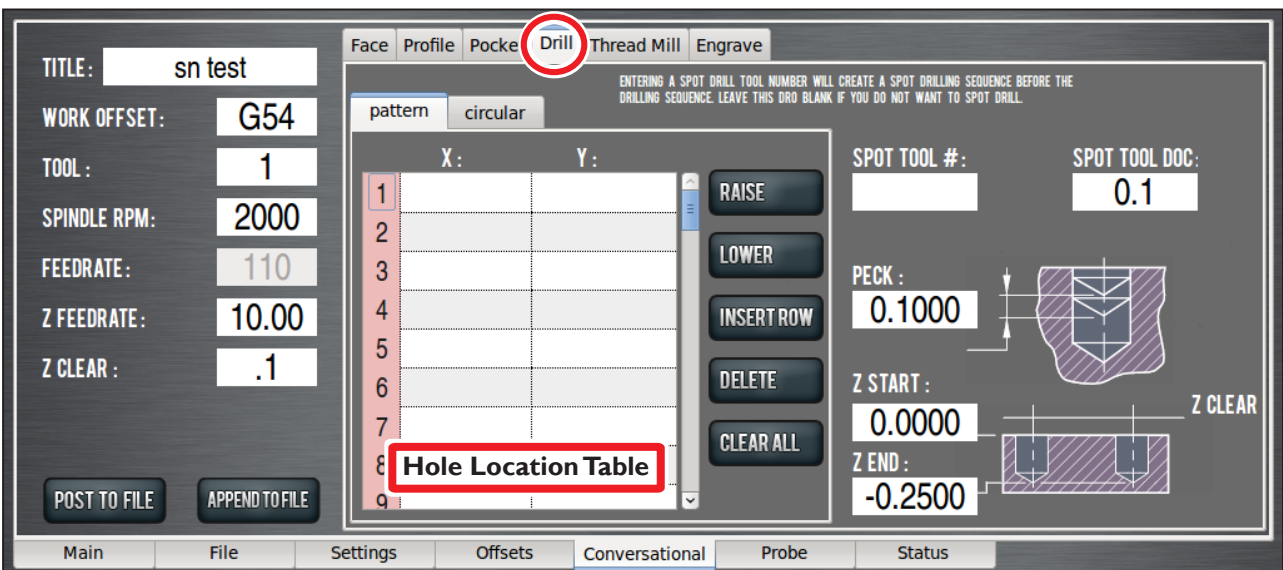 Face Profile Pocke Drill Thread Mill Engrave
TITLE: sn test
WORK OFFSET: G54
TOOL : 1
SPINDLE RPM: 2000
FEEDRATE: 110
Z FEEDRATE: 10.00
Z CLEAR : .1
POST TO FILE APPEND TO FILE
ENTERING A SPOT DRILL TOOL NUMBER WILL CREATE A SPOT DRILLING SEQUENCE BEFORE THE
DRILLING SEQUENCE. LEAVE THIS DRO BLANK IF YOU DO NOT WANT TO SPOT DRILL.
pattern circular
X : Y :
1
2
3
4
5
6
7
8
9
Hole Location Table
RAISE
LOWER
INSERT ROW
DELETE
CLEAR ALL
SPOT TOOL # : SPOT TOOL DOC:
0.1
PECK :
0.1000
Z START :
0.0000
Z CLEAR
Z END :
-0.2500
Main File Settings Offsets Conversational Probe Status